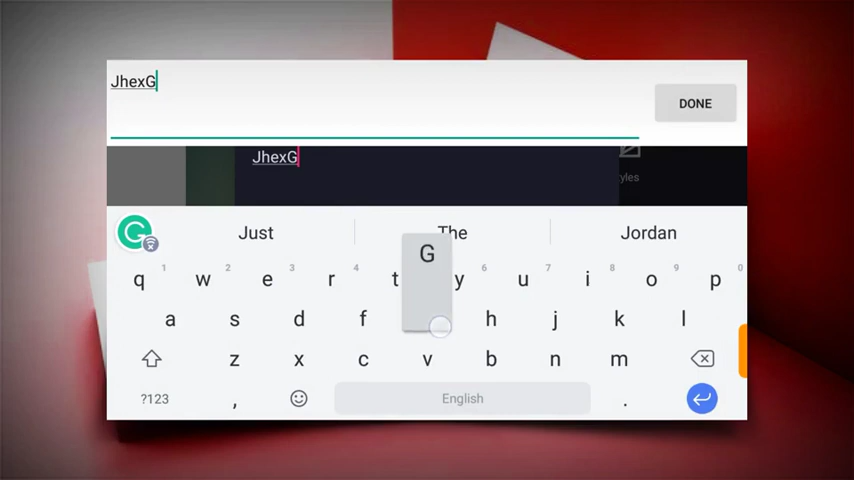 JhexG
DONE
JhexG
yles
Just The Jordan
q 1 w 2 e 3 r 4 t y 6 u 7 i 8 o 9 p 0
G
a s d f h j k l
z x c v b n m
?123 , English .